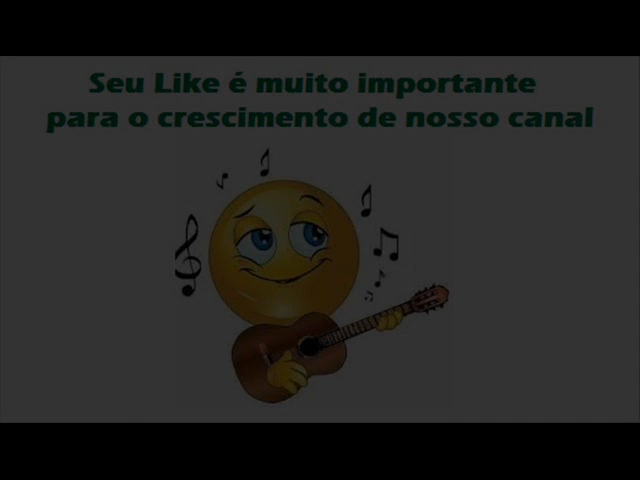 Seu Like é muito importante
para o crescimento de nosso canal